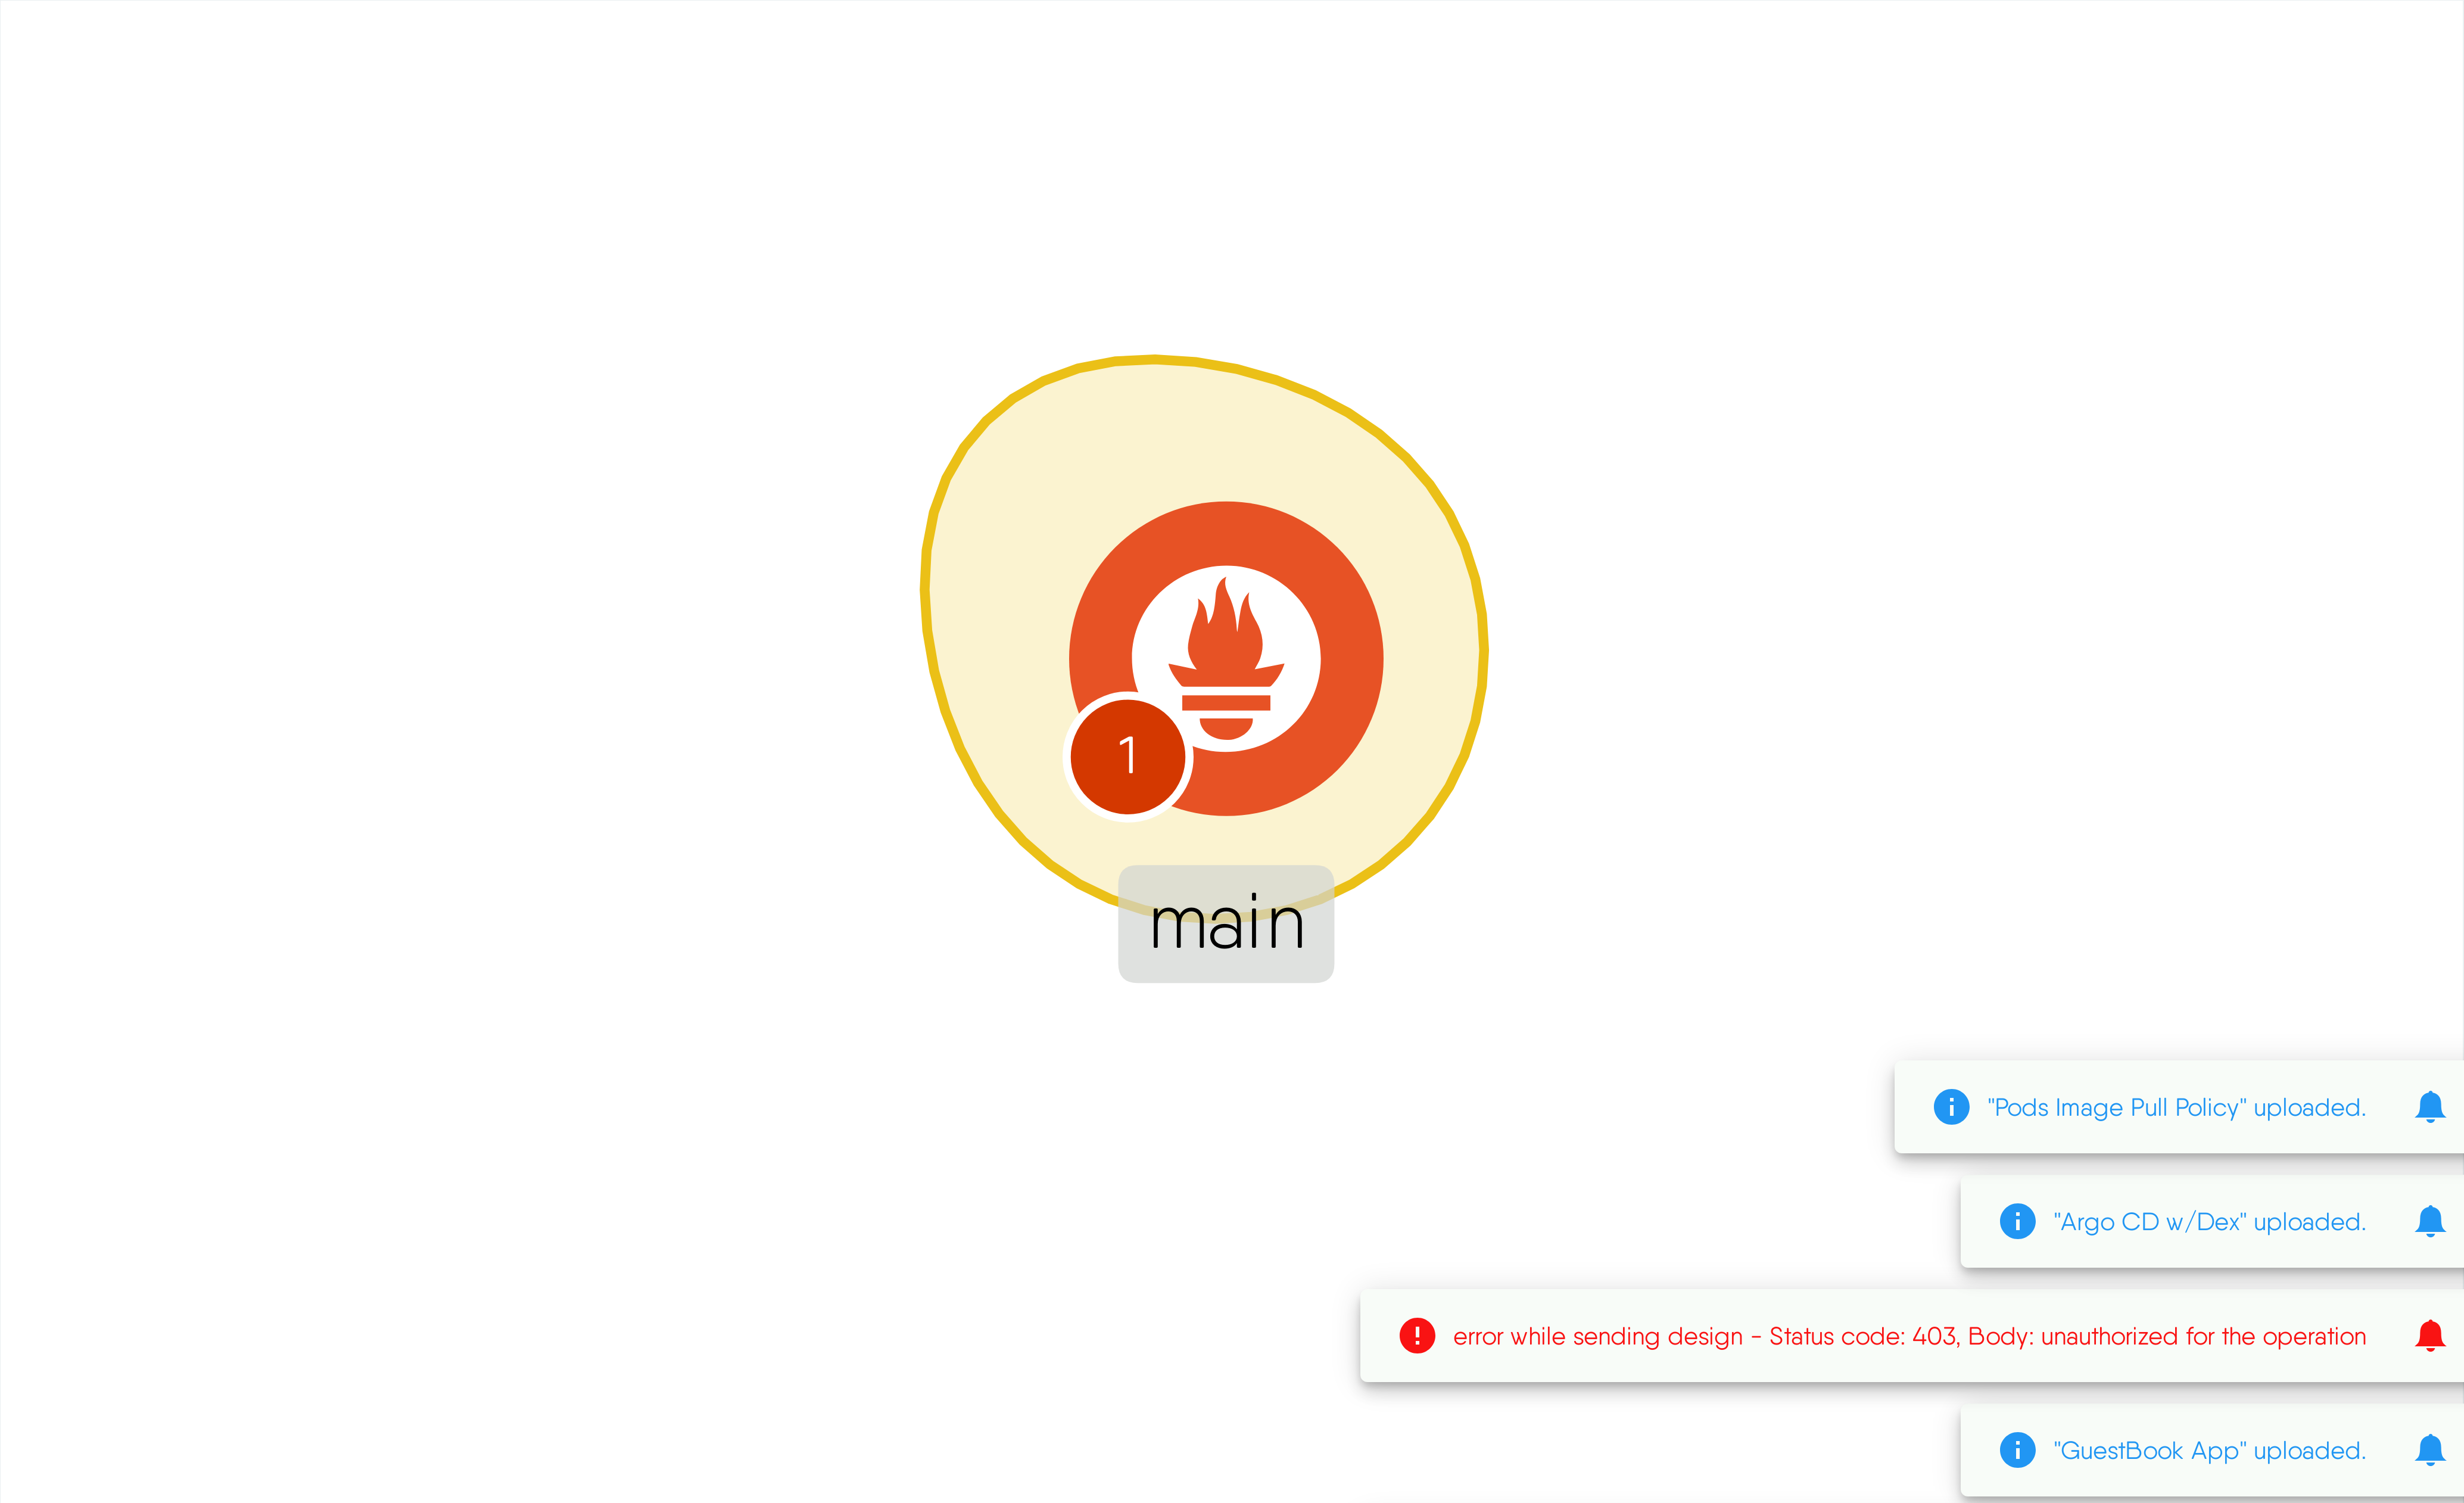 1
main
"Pods Image Pull Policy" uploaded.
"Argo CD w/Dex" uploaded.
error while sending design - Status code: 403, Body: unauthorized for the operation
"GuestBook App" uploaded.